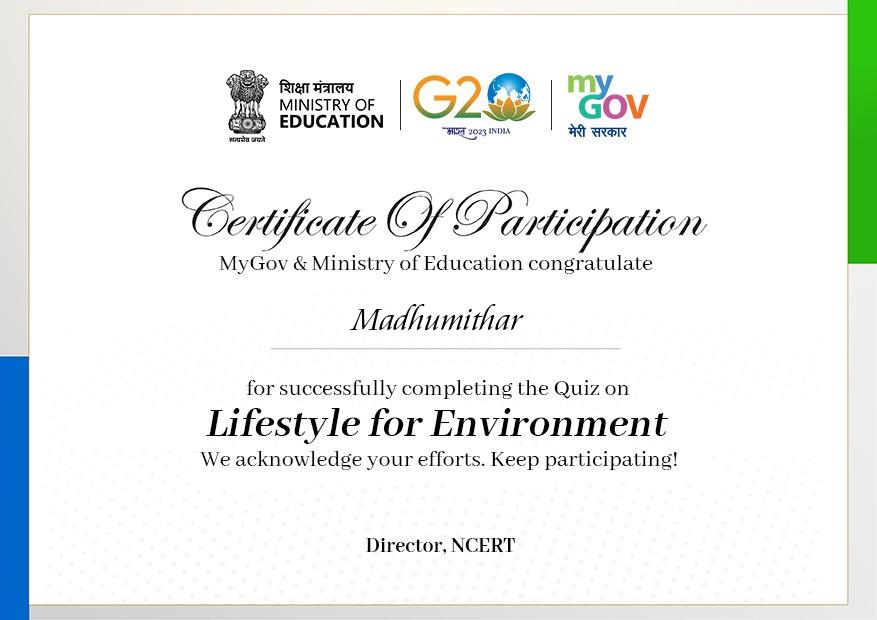 शिक्षा मंत्रालय
MINISTRY OF
EDUCATION
सत्यमेव जयते
G20
भारत 2023 INDIA
my
GOV
मेरी सरकार
Certificate Of Participation
MyGov & Ministry of Education congratulate
Madhumithar
for successfully completing the Quiz on
Lifestyle for Environment
We acknowledge your efforts. Keep participating!
Director, NCERT